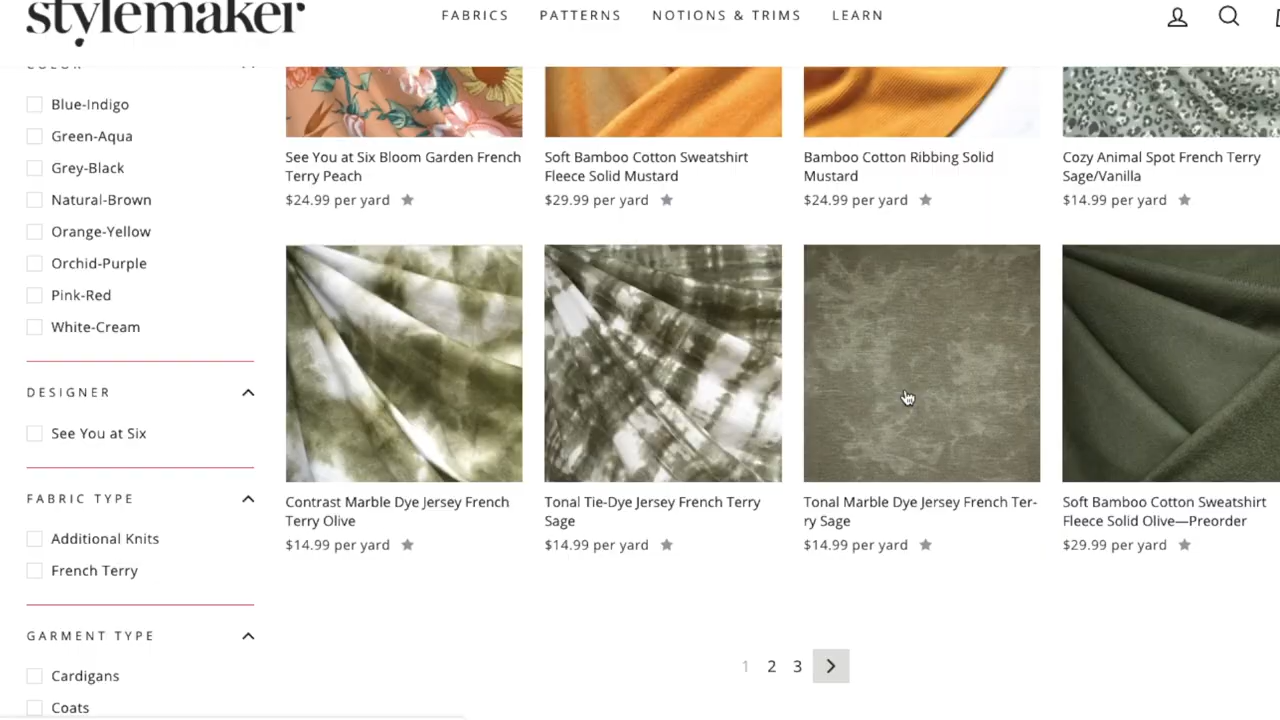 stylemaker
FABRICS PATTERNS NOTIONS & TRIMS LEARN
COLOR
Blue-Indigo
Green-Aqua
Grey-Black
Natural-Brown
Orange-Yellow
Orchid-Purple
Pink-Red
White-Cream
DESIGNER
See You at Six
FABRIC TYPE
Additional Knits
French Terry
GARMENT TYPE
Cardigans
Coats
See You at Six Bloom Garden French
Terry Peach
$24.99 per yard
Soft Bamboo Cotton Sweatshirt
Fleece Solid Mustard
$29.99 per yard
Bamboo Cotton Ribbing Solid
Mustard
$24.99 per yard
Cozy Animal Spot French Terry
Sage/Vanilla
$14.99 per yard
Contrast Marble Dye Jersey French
Terry Olive
$14.99 per yard
Tonal Tie-Dye Jersey French Terry
Sage
$14.99 per yard
Tonal Marble Dye Jersey French Ter-
ry Sage
$14.99 per yard
Soft Bamboo Cotton Sweatshirt
Fleece Solid Olive—Preorder
$29.99 per yard
1 2 3